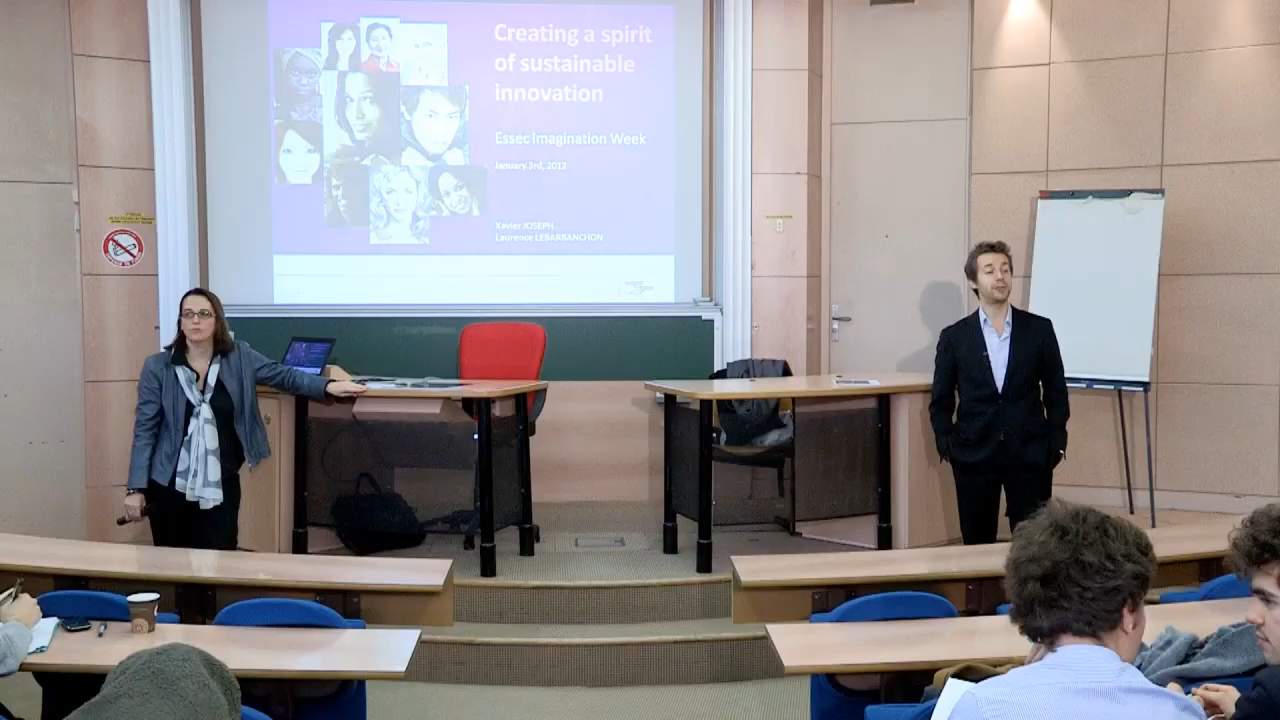 Creating a spirit
of sustainable
innovation
Essec Imagination Week
January 3rd, 2012
Xavier JOSEPH
Laurence LEBARBANCHON